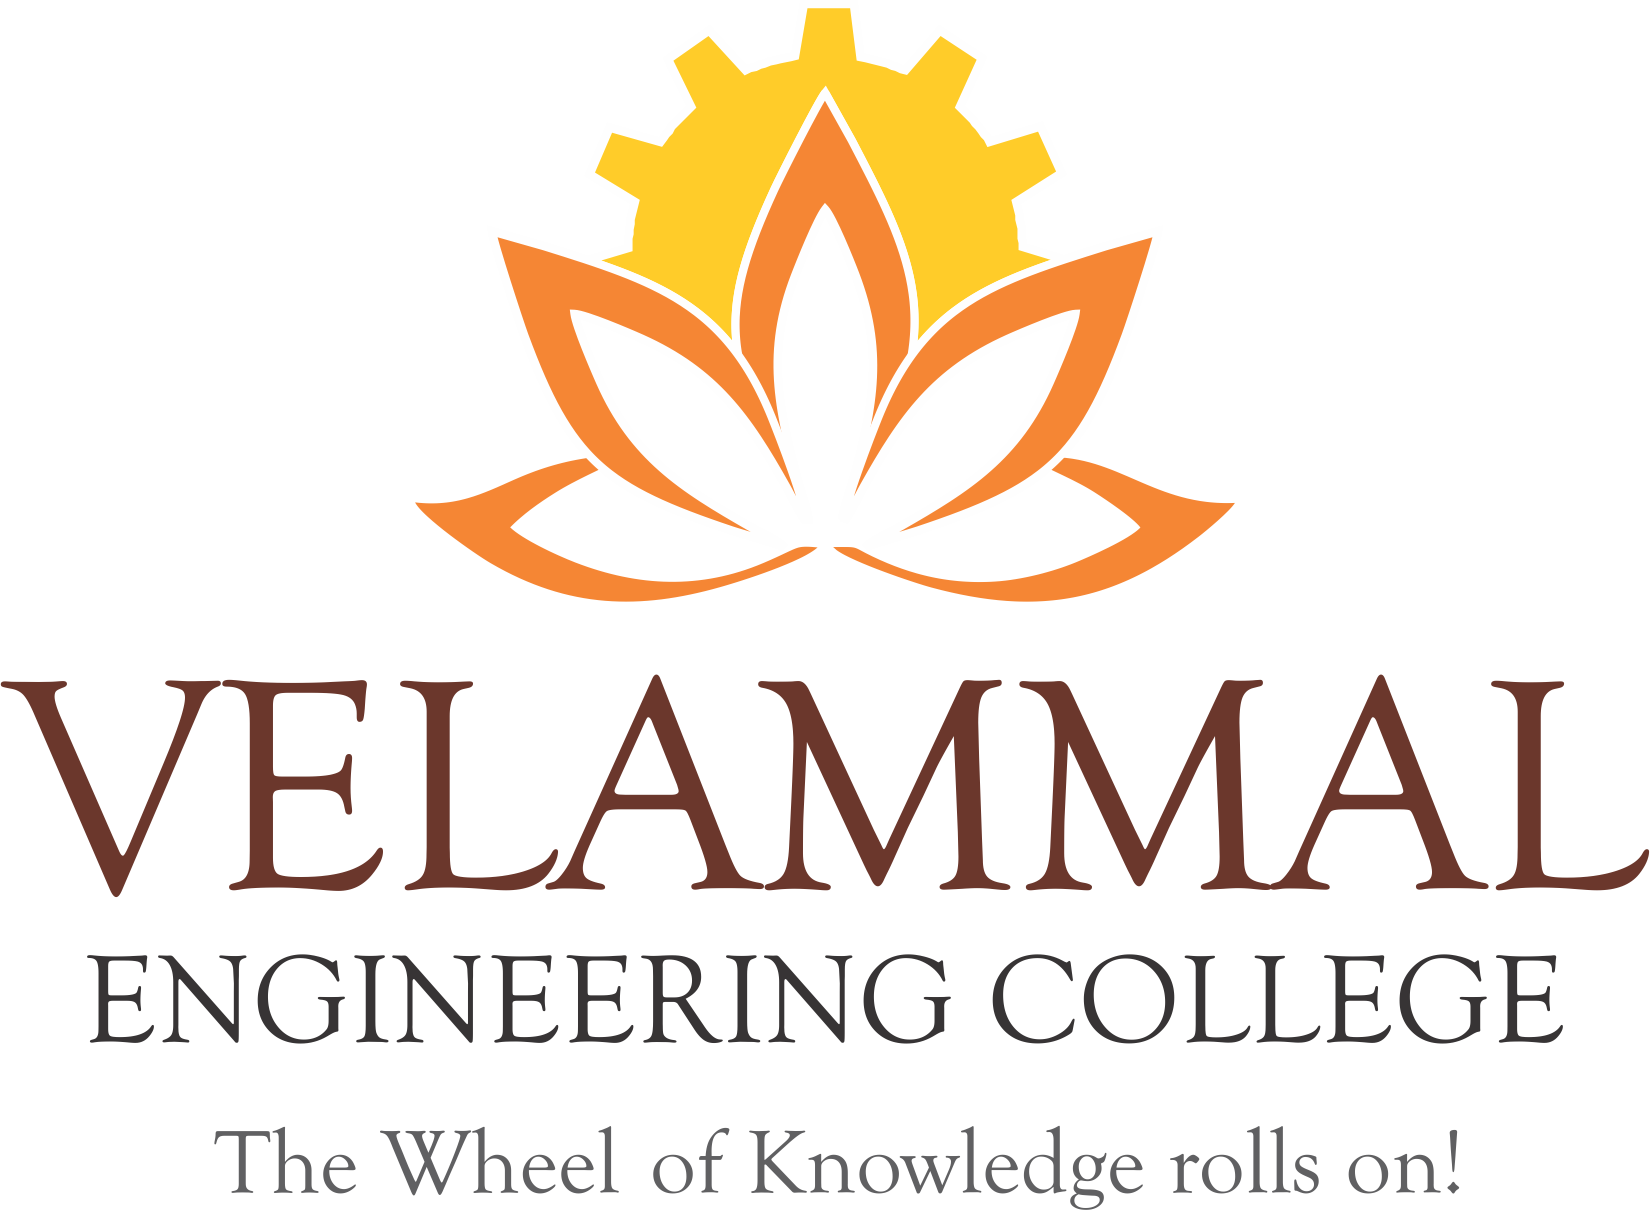 VELAMMAL
ENGINEERING COLLEGE
The Wheel of Knowledge rolls on!